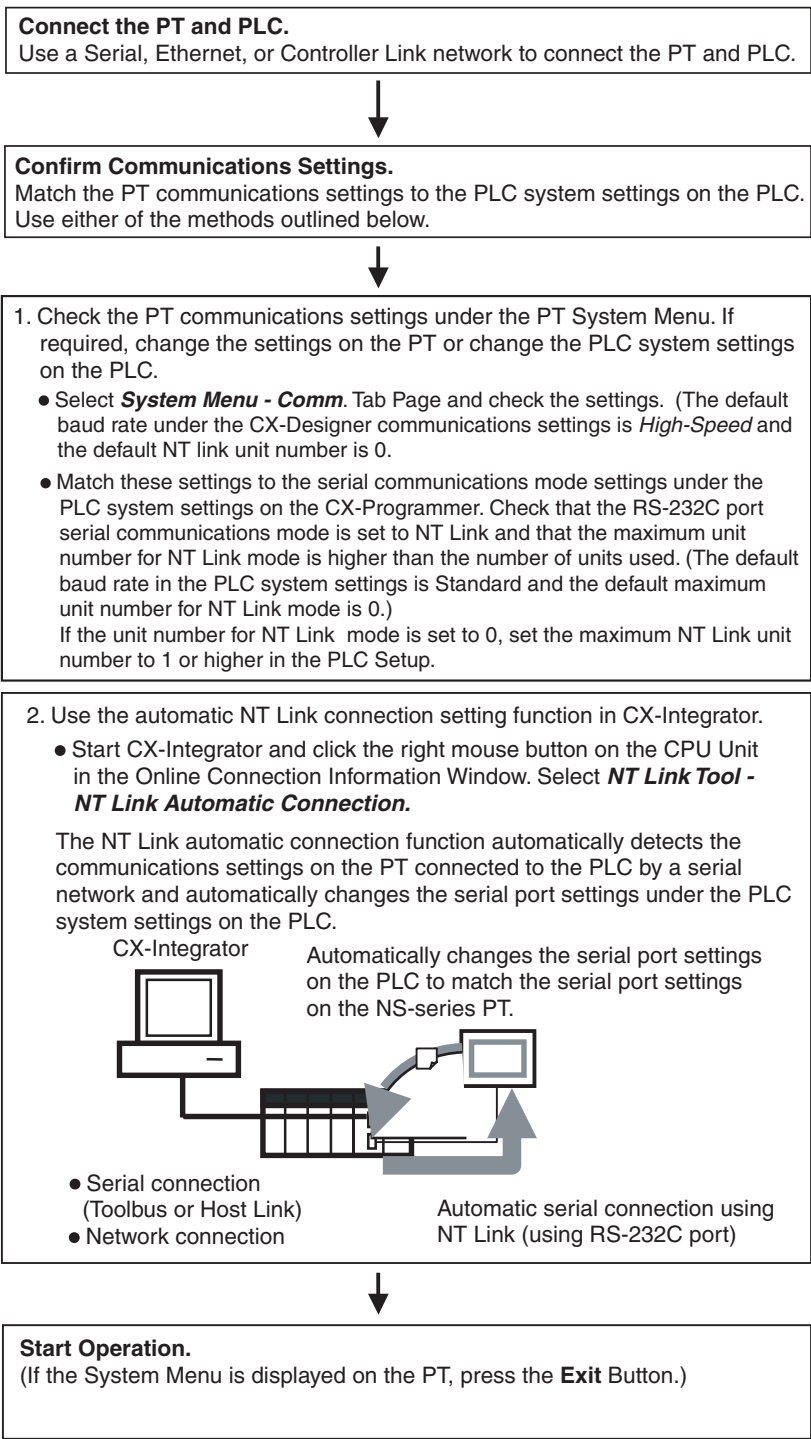 Connect the PT and PLC.
Use a Serial, Ethernet, or Controller Link network to connect the PT and PLC.
Confirm Communications Settings.
Match the PT communications settings to the PLC system settings on the PLC.
Use either of the methods outlined below.
1. Check the PT communications settings under the PT System Menu. If
required, change the settings on the PT or change the PLC system settings
on the PLC.
● Select System Menu - Comm. Tab Page and check the settings. (The default
baud rate under the CX-Designer communications settings is High-Speed and
the default NT link unit number is 0.
● Match these settings to the serial communications mode settings under the
PLC system settings on the CX-Programmer. Check that the RS-232C port
serial communications mode is set to NT Link and that the maximum unit
number for NT Link mode is higher than the number of units used. (The default
baud rate in the PLC system settings is Standard and the default maximum
unit number for NT Link mode is 0.)
If the unit number for NT Link mode is set to 0, set the maximum NT Link unit
number to 1 or higher in the PLC Setup.
2. Use the automatic NT Link connection setting function in CX-Integrator.
● Start CX-Integrator and click the right mouse button on the CPU Unit
in the Online Connection Information Window. Select NT Link Tool -
NT Link Automatic Connection.
The NT Link automatic connection function automatically detects the
communications settings on the PT connected to the PLC by a serial
network and automatically changes the serial port settings under the PLC
system settings on the PLC.
CX-Integrator
Automatically changes the serial port settings
on the PLC to match the serial port settings
on the NS-series PT.
● Serial connection
(Toolbus or Host Link)
● Network connection
Automatic serial connection using
NT Link (using RS-232C port)
Start Operation.
(If the System Menu is displayed on the PT, press the Exit Button.)